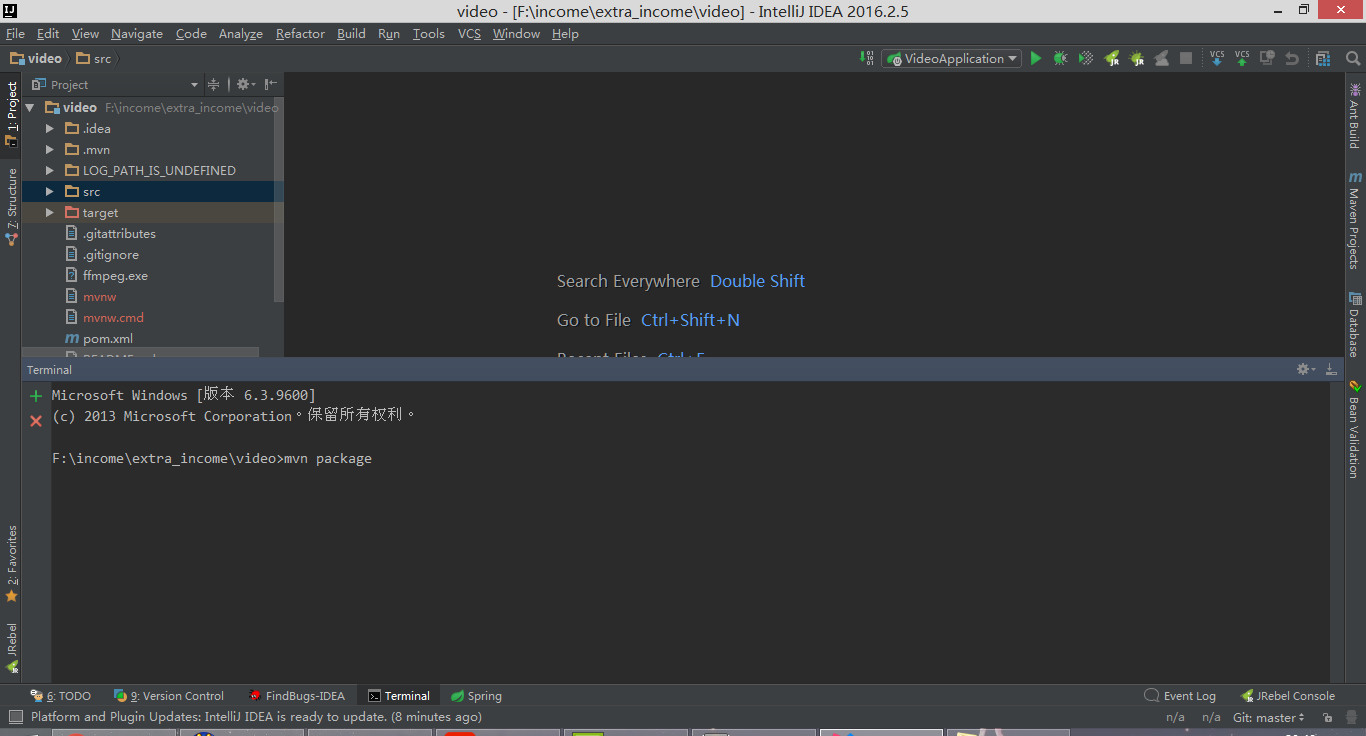 video - [F:\income\extra_income\video] - IntelliJ IDEA 2016.2.5
File Edit View Navigate Code Analyze Refactor Build Run Tools VCS Window Help
video src
VideoApplication
VCS VCS
1: Project
7: Structure
2: Favorites
JRebel
Project
video F:\income\extra_income\video
.idea
.mvn
LOG_PATH_IS_UNDEFINED
src
target
.gitattributes
.gitignore
ffmpeg.exe
mvnw
mvnw.cmd
pom.xml
Search Everywhere Double Shift
Go to File Ctrl+Shift+N
Recent Files Ctrl+E
Ant Build
Maven Projects
Database
Bean Validation
Terminal
Microsoft Windows [版本 6.3.9600]
(c) 2013 Microsoft Corporation。保留所有权利。
F:\income\extra_income\video>mvn package
6: TODO 9: Version Control FindBugs-IDEA Terminal Spring Event Log JRebel Console
Platform and Plugin Updates: IntelliJ IDEA is ready to update. (8 minutes ago) n/a n/a Git: master